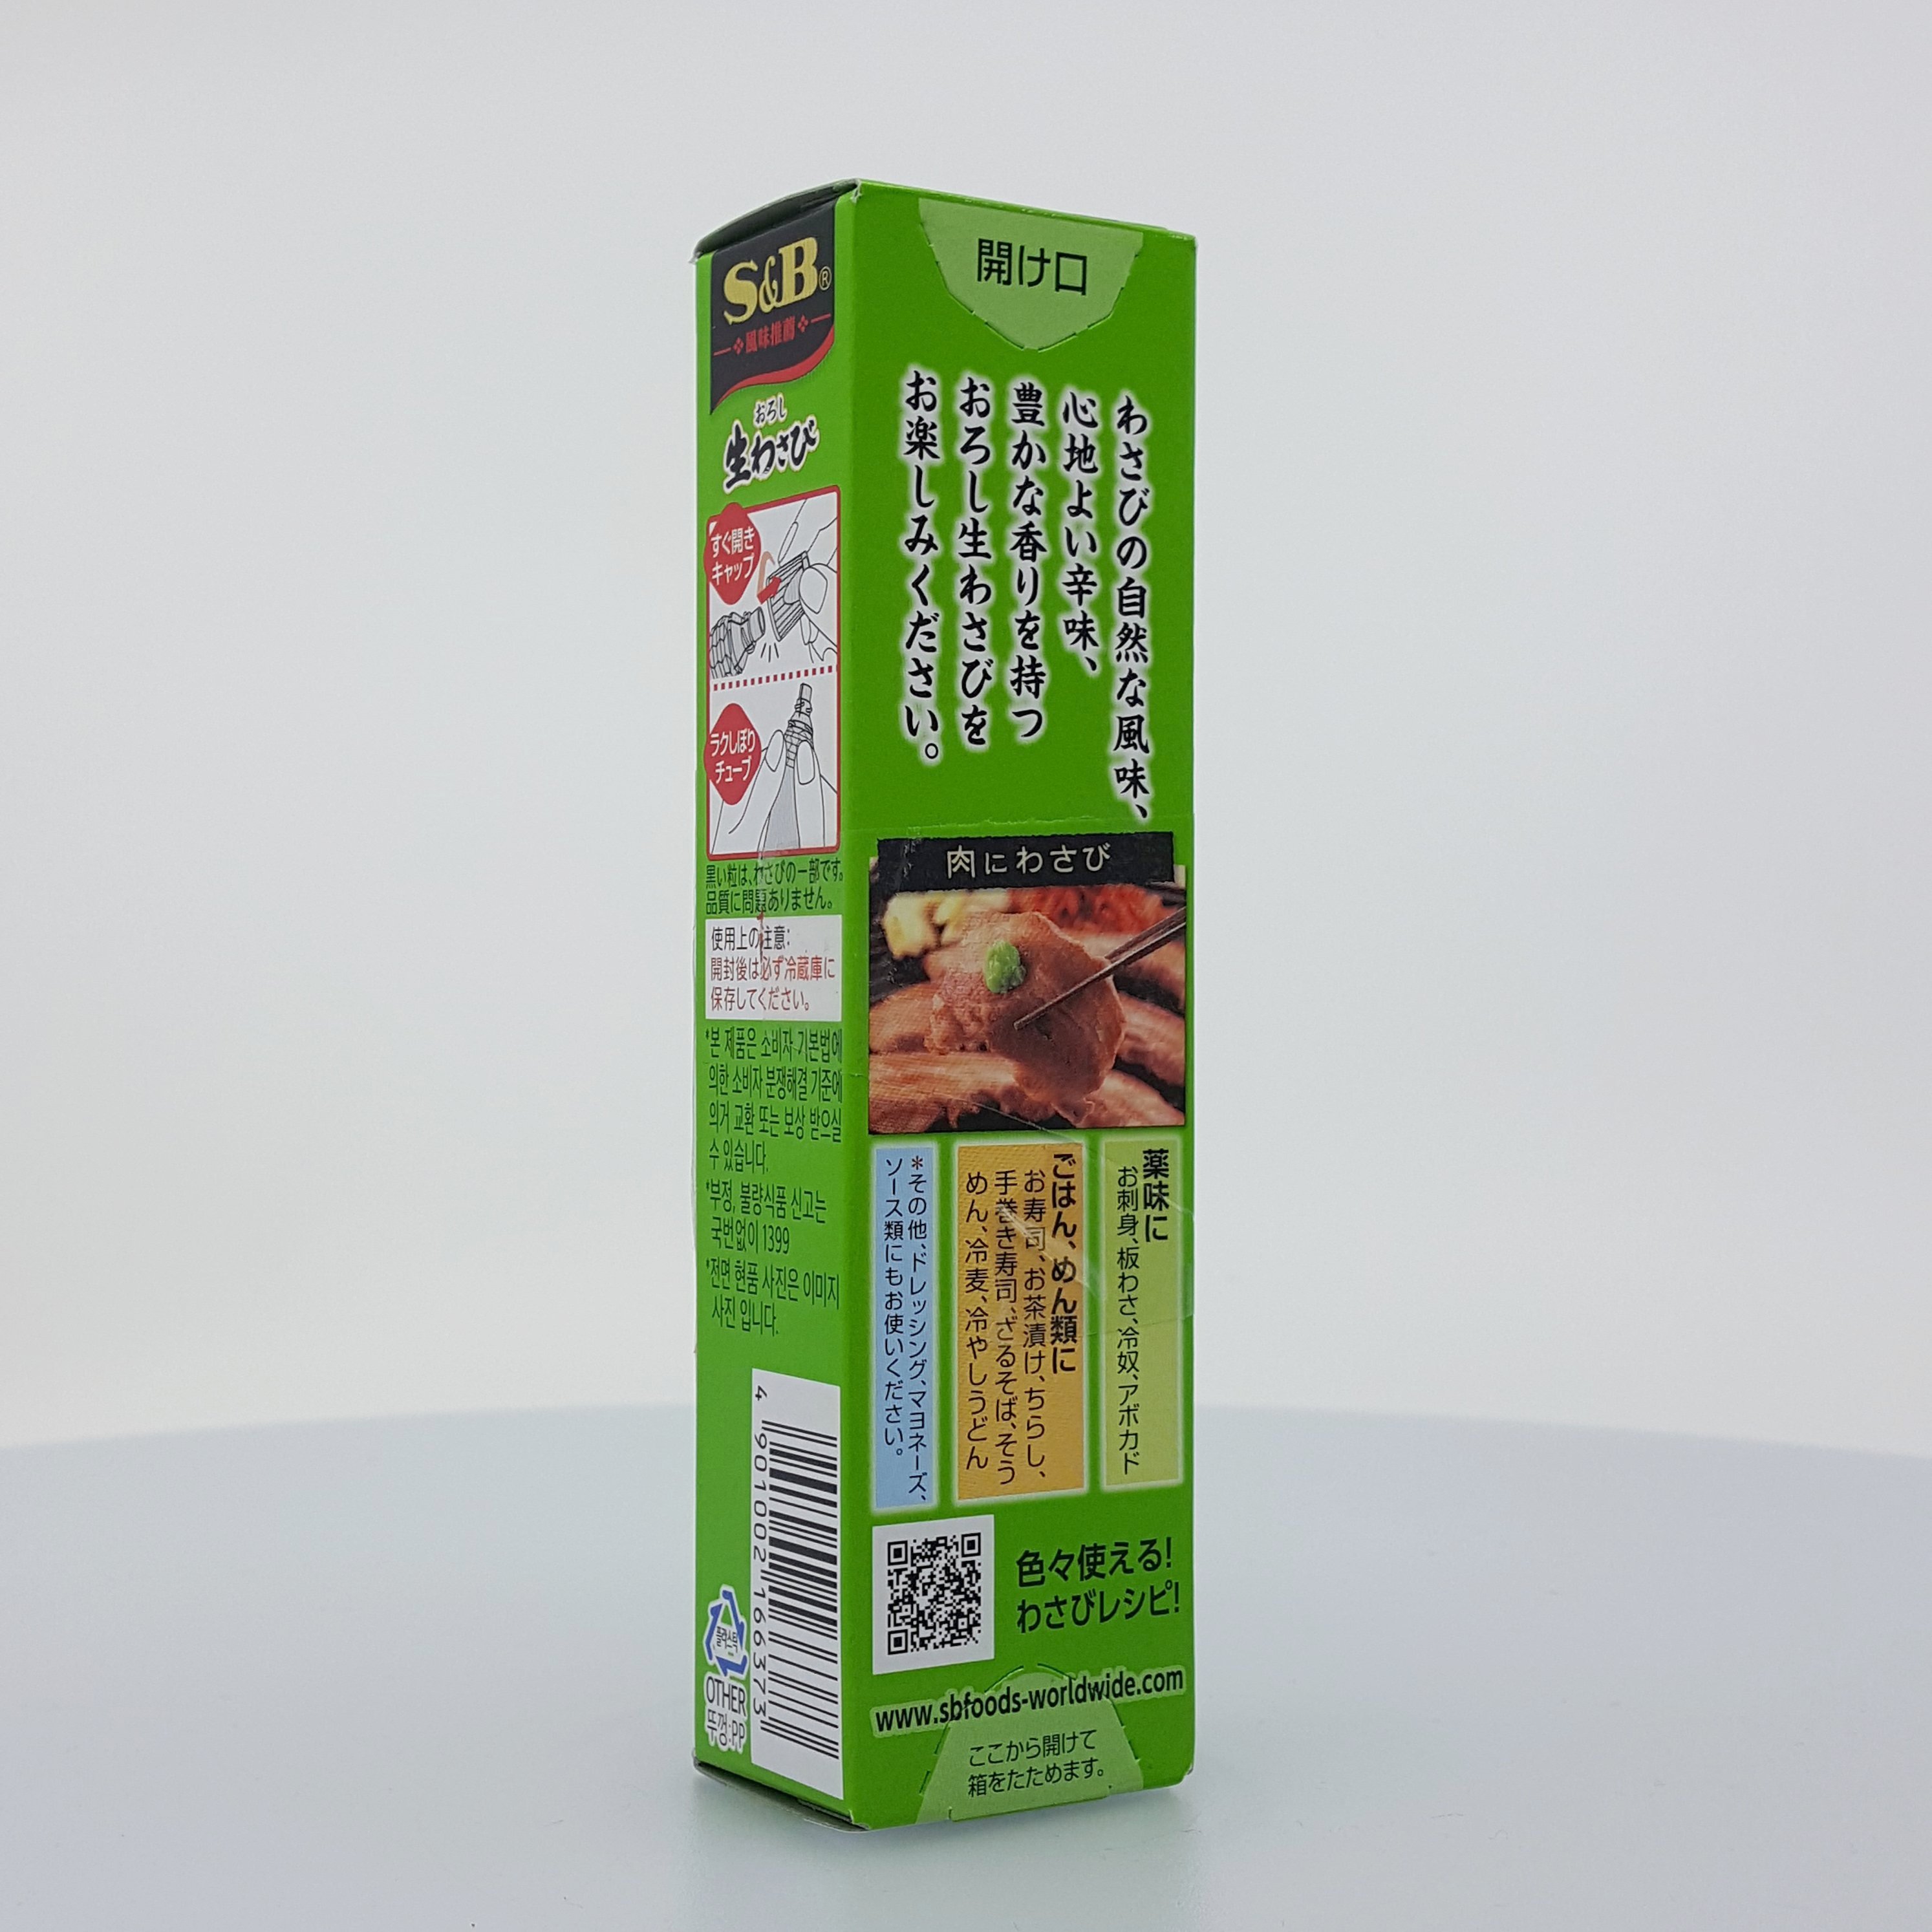 S&B®
風味推薦
おろし
生わさび
すぐ開き
キャップ
ラクしぼり
チューブ
黒い粒は、わさびの一部です。
品質に問題ありません。
使用上の注意:
開封後は必ず冷蔵庫に
保存してください。
*본 제품은 소비자 기본법에
의한 소비자 분쟁해결 기준에
의거 교환 또는 보상 받으실
수 있습니다.
*부정, 불량식품 신고는
국번없이 1399
*전면 현품 사진은 이미지
사진 입니다.
4 901002 166373
플라스틱
OTHER
뚜껑:PP
開け口
わさびの自然な風味、
心地よい辛味、
豊かな香りを持つ
おろし生わさびを
お楽しみください。
肉にわさび
薬味に
お刺身、板わさ、冷奴、アボカド
ごはん、めん類に
お寿司、お茶漬け、ちらし、
手巻き寿司、ざるそば、そう
めん、冷麦、冷やしうどん
*その他、ドレッシング、マヨネーズ、
ソース類にもお使いください。
色々使える!
わさびレシピ!
www.sbfoods-worldwide.com
ここから開けて
箱をたためます。